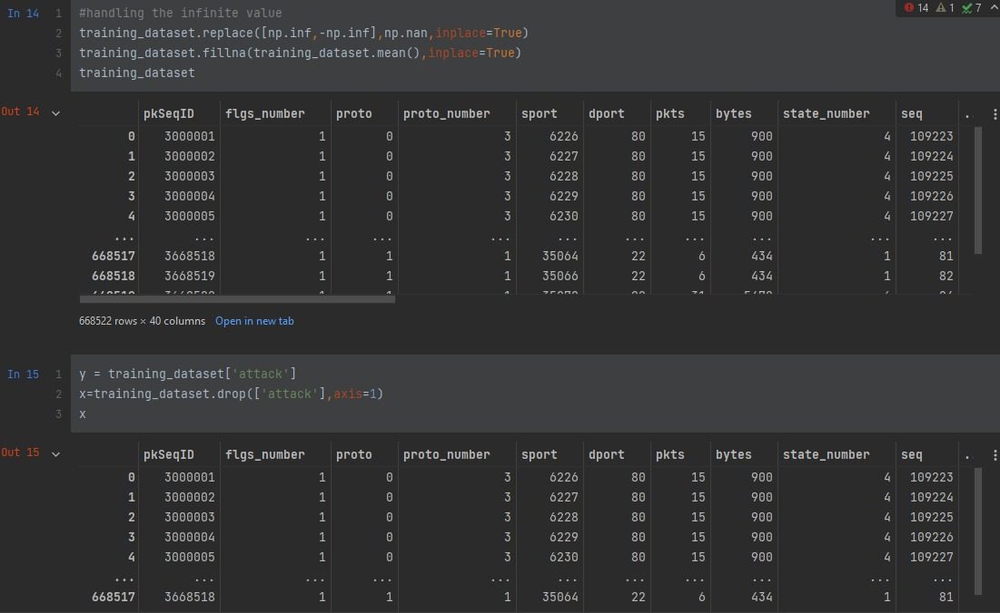 14 1 7
In 14 1 #handling the infinite value
2 training_dataset.replace([np.inf,-np.inf],np.nan,inplace=True)
3 training_dataset.fillna(training_dataset.mean(),inplace=True)
4 training_dataset
Out 14
pkSeqID flgs_number proto proto_number sport dport pkts bytes state_number seq ..
0 3000001 1 0 3 6226 80 15 900 4 109223
1 3000002 1 0 3 6227 80 15 900 4 109224
2 3000003 1 0 3 6228 80 15 900 4 109225
3 3000004 1 0 3 6229 80 15 900 4 109226
4 3000005 1 0 3 6230 80 15 900 4 109227
... ... ... ... ... ... ... ... ... ... ...
668517 3668518 1 1 1 35064 22 6 434 1 81
668518 3668519 1 1 1 35066 22 6 434 1 82
668522 rows × 40 columns Open in new tab
In 15 1 y = training_dataset['attack']
2 x=training_dataset.drop(['attack'],axis=1)
3 x
Out 15
pkSeqID flgs_number proto proto_number sport dport pkts bytes state_number seq ..
0 3000001 1 0 3 6226 80 15 900 4 109223
1 3000002 1 0 3 6227 80 15 900 4 109224
2 3000003 1 0 3 6228 80 15 900 4 109225
3 3000004 1 0 3 6229 80 15 900 4 109226
4 3000005 1 0 3 6230 80 15 900 4 109227
... ... ... ... ... ... ... ... ... ... ...
668517 3668518 1 1 1 35064 22 6 434 1 81